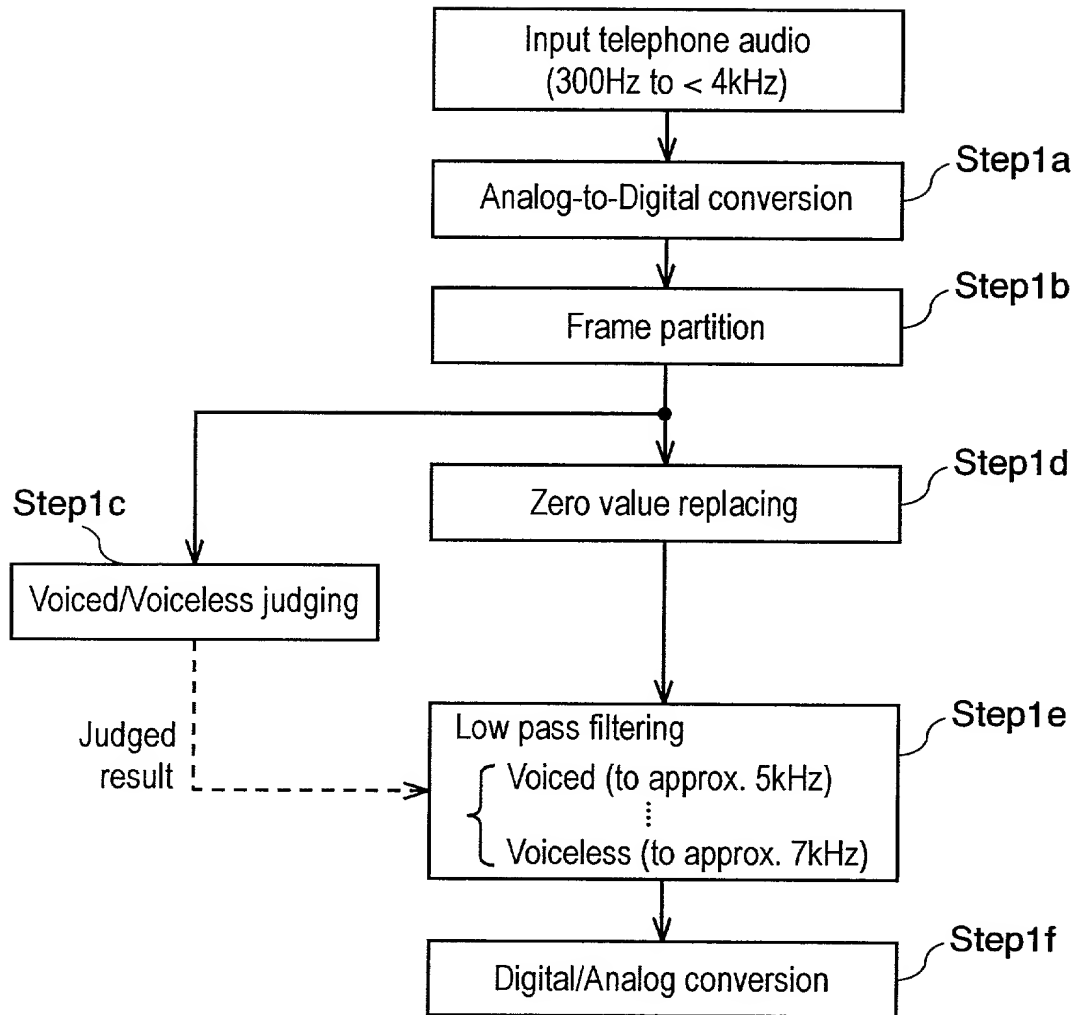 Input telephone audio
(300Hz to < 4kHz)
Step1a
Analog-to-Digital conversion
Step1b
Frame partition
Step1d
Zero value replacing
Step1c
Voiced/Voiceless judging
Judged
result
Step1e
Low pass filtering
Voiced (to approx. 5kHz)
Voiceless (to approx. 7kHz)
Step1f
Digital/Analog conversion